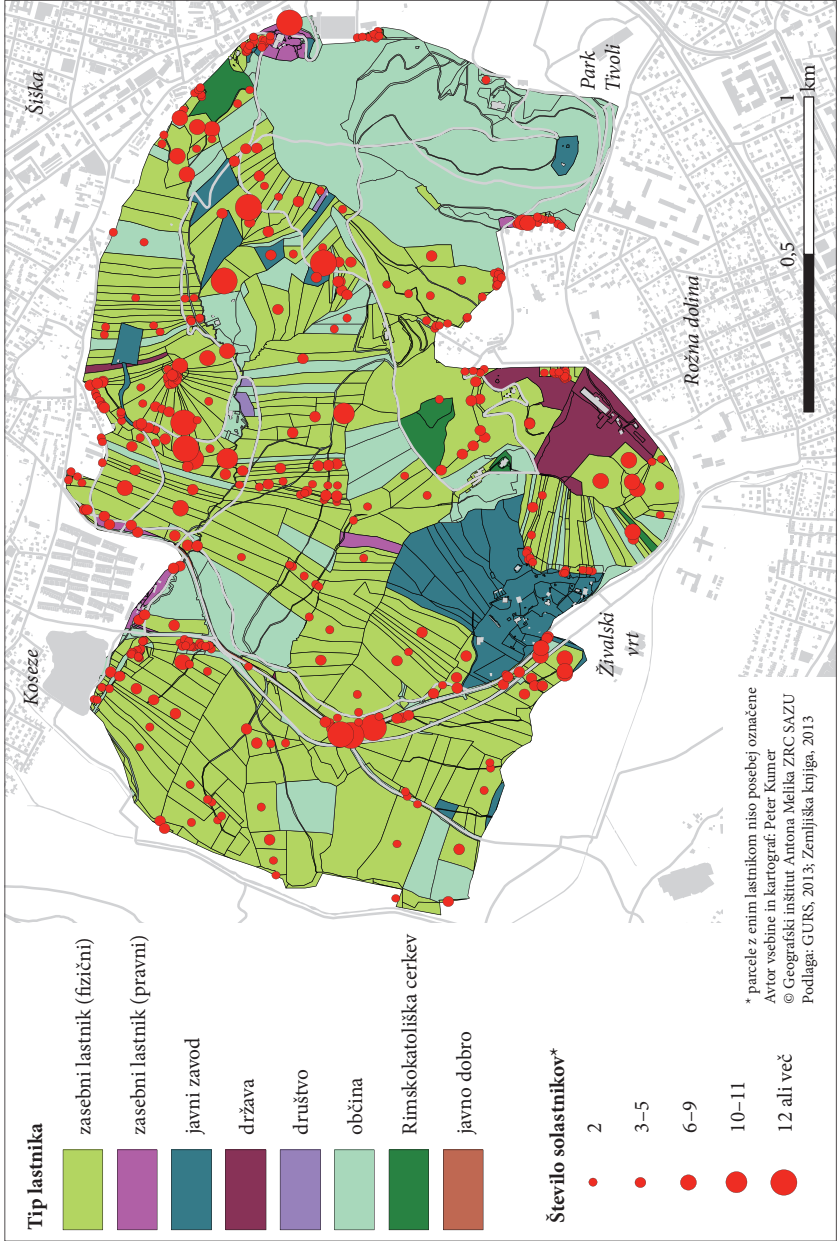 Koseze
Šiška
Park
Tivoli
Rožna dolina
Živalski
vrt
0,5
1
km
Tip lastnika
zasebni lastnik (fizični)
zasebni lastnik (pravni)
javni zavod
država
društvo
občina
Rimskokatoliška cerkev
javno dobro
Število solastnikov*
2
3–5
6–9
10–11
12 ali več
* parcele z enim lastnikom niso posebej označene
Avtor vsebine in kartograf: Peter Kumer
© Geografski inštitut Antona Melika ZRC SAZU
Podlaga: GURS, 2013; Zemljiška knjiga, 2013